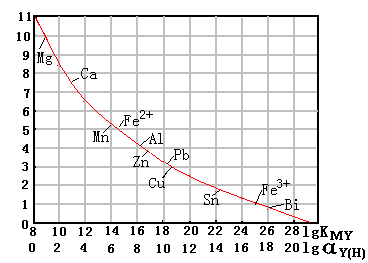 11
10
9
8
7
6
5
4
3
2
1
0
Mg
Ca
Fe2+
Mn
Al
Zn
Pb
Cu
Sn
Fe3+
Bi
8 10 12 14 16 18 20 22 24 26 28 lgKMY
0 2 4 6 8 10 12 14 16 18 20 lgαY(H)